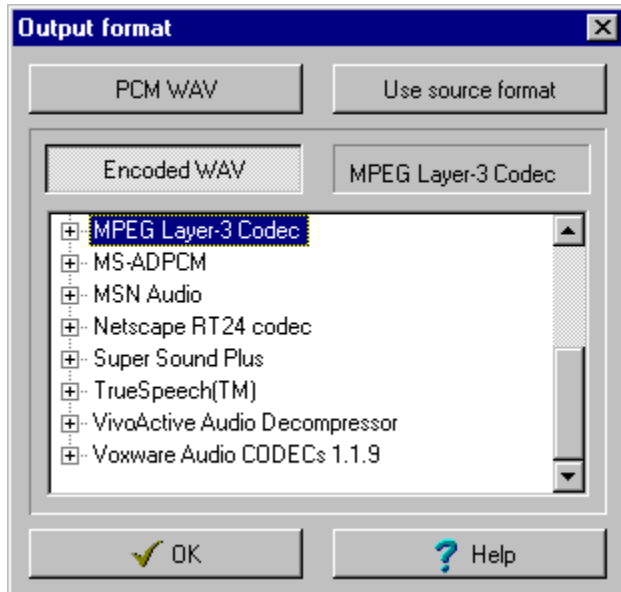 Output format
PCM WAV
Use source format
Encoded WAV
MPEG Layer-3 Codec
MPEG Layer-3 Codec
MS-ADPCM
MSN Audio
Netscape RT24 codec
Super Sound Plus
TrueSpeech(TM)
VivoActive Audio Decompressor
Voxware Audio CODECs 1.1.9
OK
Help